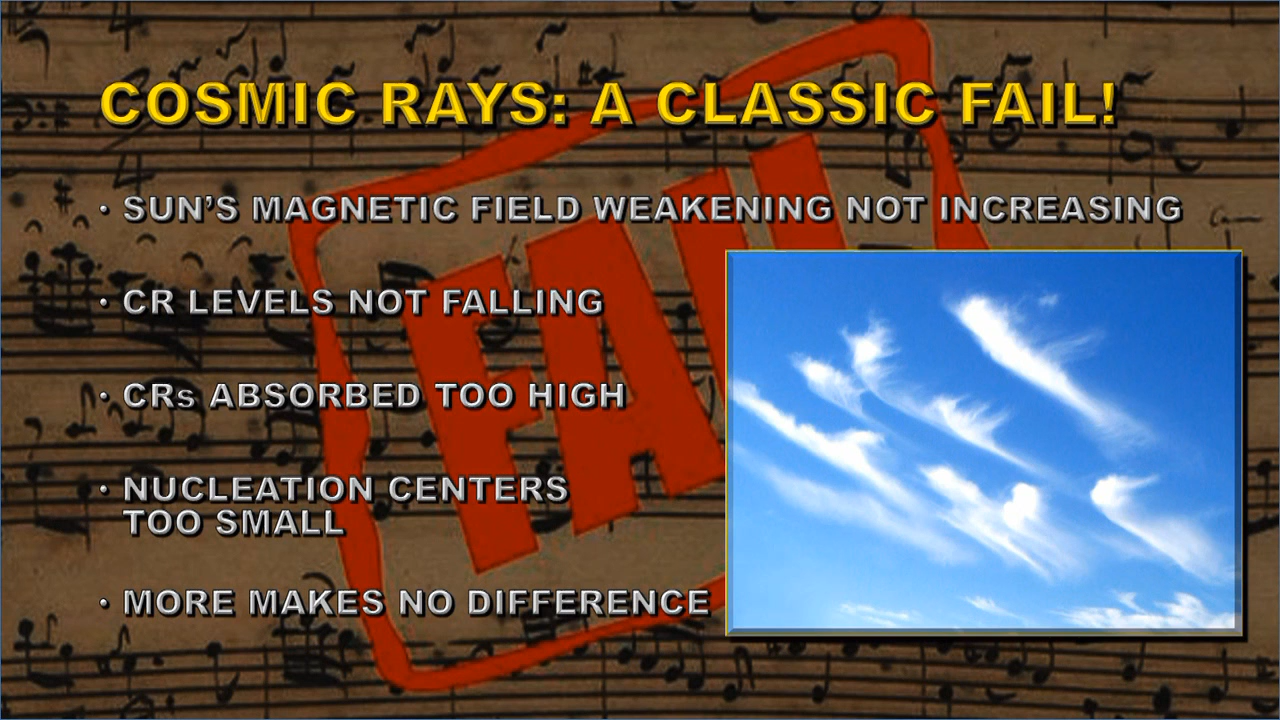 COSMIC RAYS: A CLASSIC FAIL!
• SUN'S MAGNETIC FIELD WEAKENING NOT INCREASING
• CR LEVELS NOT FALLING
• CRs ABSORBED TOO HIGH
• NUCLEATION CENTERS
TOO SMALL
• MORE MAKES NO DIFFERENCE
FAI